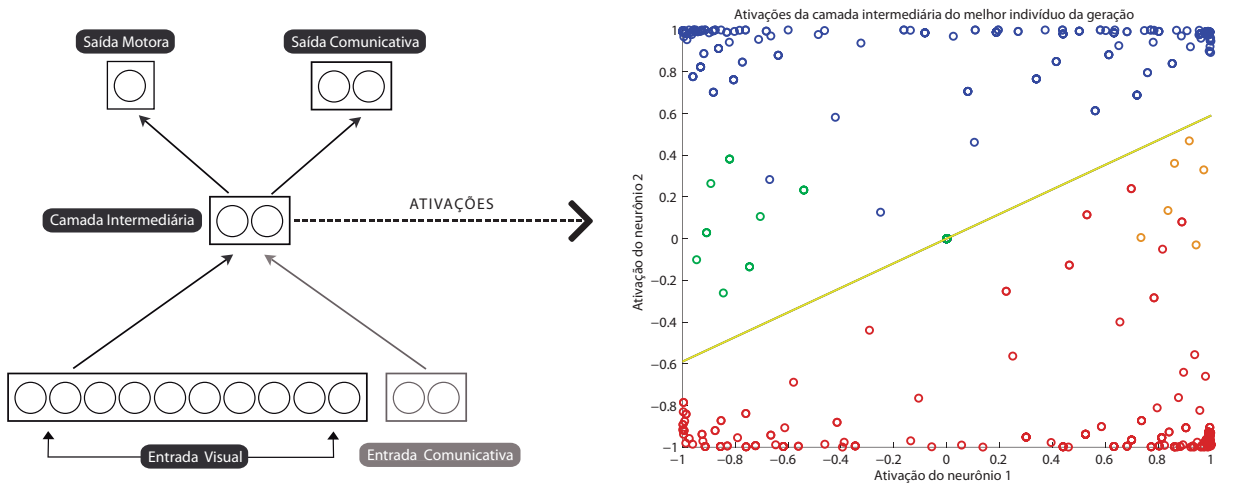 Saída Motora
Saída Comunicativa
Camada Intermediária
ATIVAÇÕES
Entrada Visual
Entrada Comunicativa
Ativações da camada intermediária do melhor indivíduo da geração
Ativação do neurônio 2
1
0.8
0.6
0.4
0.2
0
−0.2
−0.4
−0.6
−0.8
−1
-1
−0.8
−0.6
−0.4
−0.2
0
0.2
0.4
0.6
0.8
1
Ativação do neurônio 1